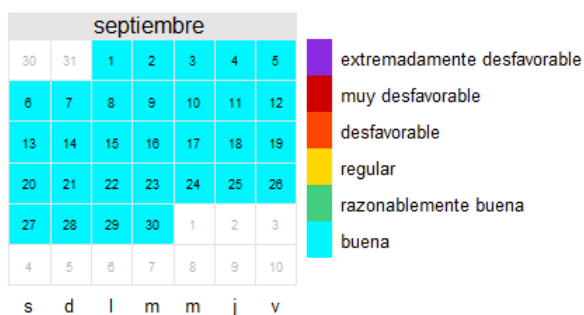 septiembre
30 31 1 2 3 4 5
6 7 8 9 10 11 12
13 14 15 16 17 18 19
20 21 22 23 24 25 26
27 28 29 30 1 2 3
4 5 6 7 8 9 10
s d l m m j v
extremadamente desfavorable
muy desfavorable
desfavorable
regular
razonablemente buena
buena